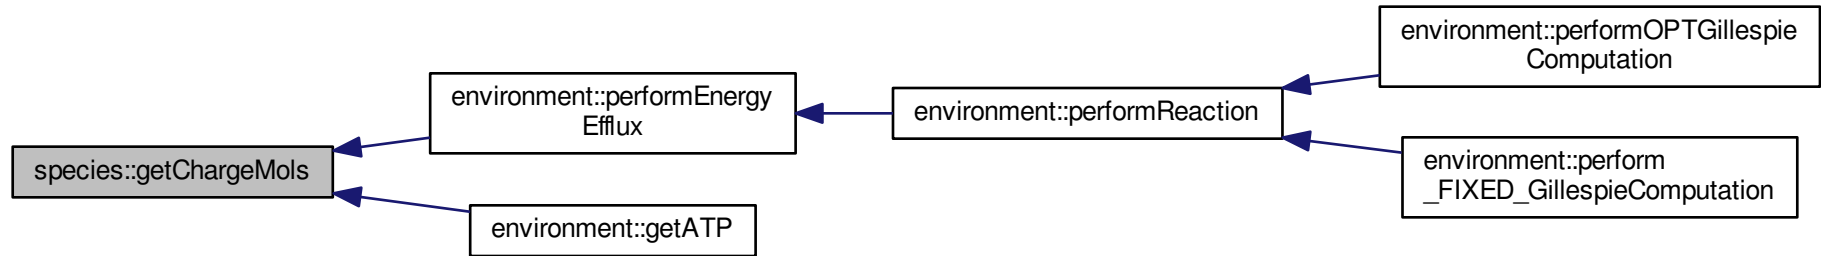 species::getChargeMols
environment::performEnergy
Efflux
environment::getATP
environment::performReaction
environment::performOPTGillespie
Computation
environment::perform
_FIXED_GillespieComputation